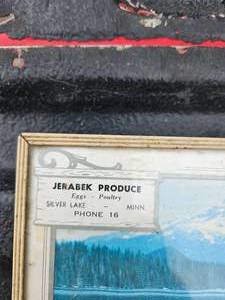 JERABEK PRODUCE
Eggs - Poultry
SILVER LAKE - MINN.
PHONE 16